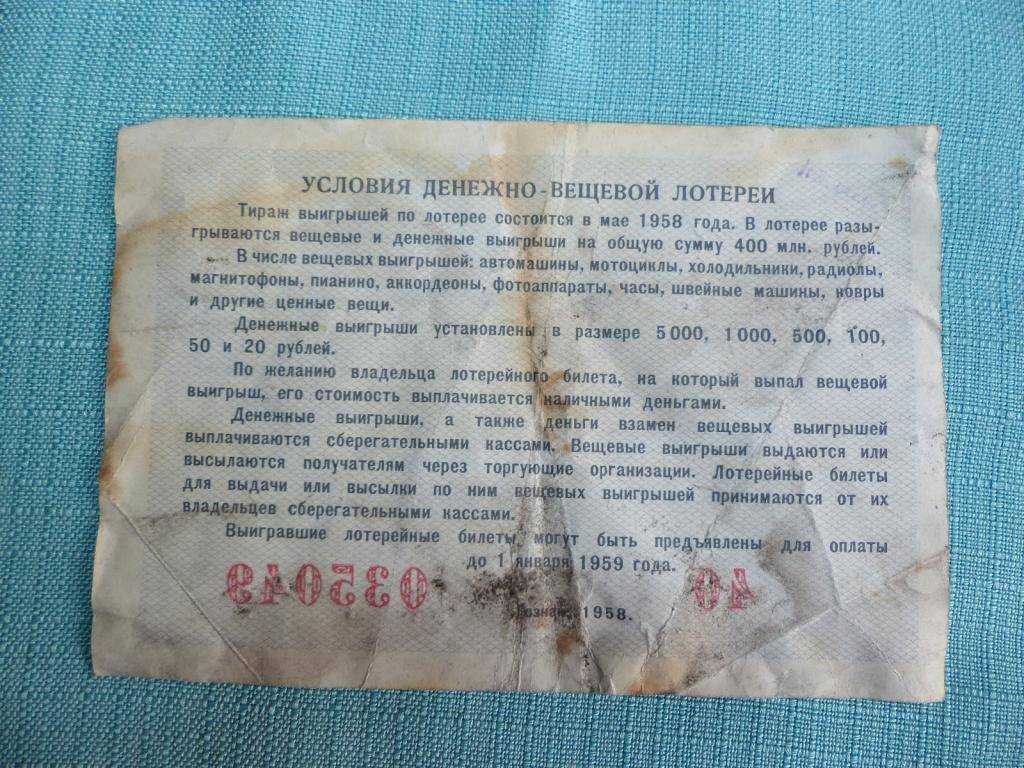 УСЛОВИЯ ДЕНЕЖНО-ВЕЩЕВОЙ ЛОТЕРЕИ
Тираж выигрышей по лотерее состоится в мае 1958 года. В лотерее разы-
грываются вещевые и денежные выигрыши на общую сумму 400 млн. рублей.
В числе вещевых выигрышей: автомашины, мотоциклы, холодильники, радиолы,
магнитофоны, пианино, аккордеоны, фотоаппараты, часы, швейные машины, ковры
и другие ценные вещи.
Денежные выигрыши установлены в размере 5 000, 1 000, 500, 100,
50 и 20 рублей.
По желанию владельца лотерейного билета, на который выпал вещевой
выигрыш, его стоимость выплачивается наличными деньгами.
Денежные выигрыши, а также деньги взамен вещевых выигрышей
выплачиваются сберегательными кассами. Вещевые выигрыши выдаются или
высылаются получателям через торгующие организации. Лотерейные билеты
для выдачи или высылки по ним вещевых выигрышей принимаются от их
владельцев сберегательными кассами.
Выигравшие лотерейные билеты могут быть предъявлены для оплаты
до 1 января 1959 года.
035049 40
1958.